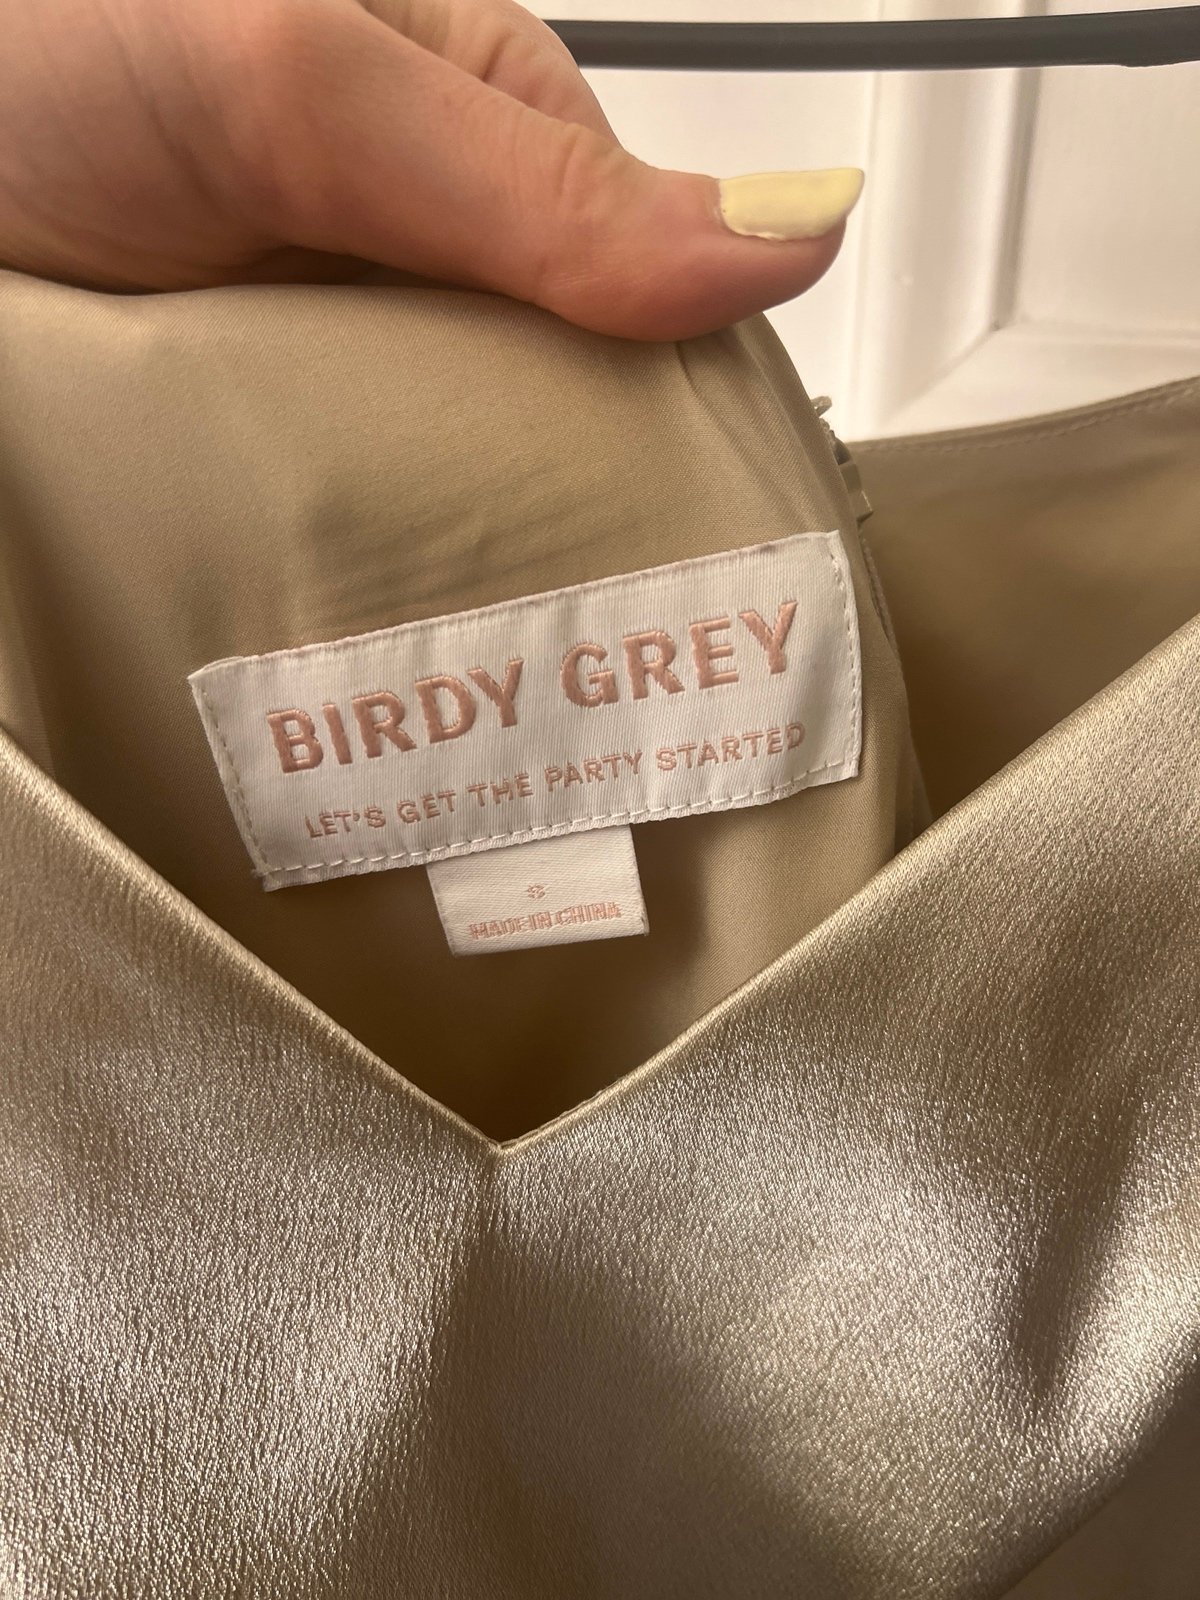 BIRDY GREY
LET'S GET THE PARTY STARTED
S
MADE IN CHINA